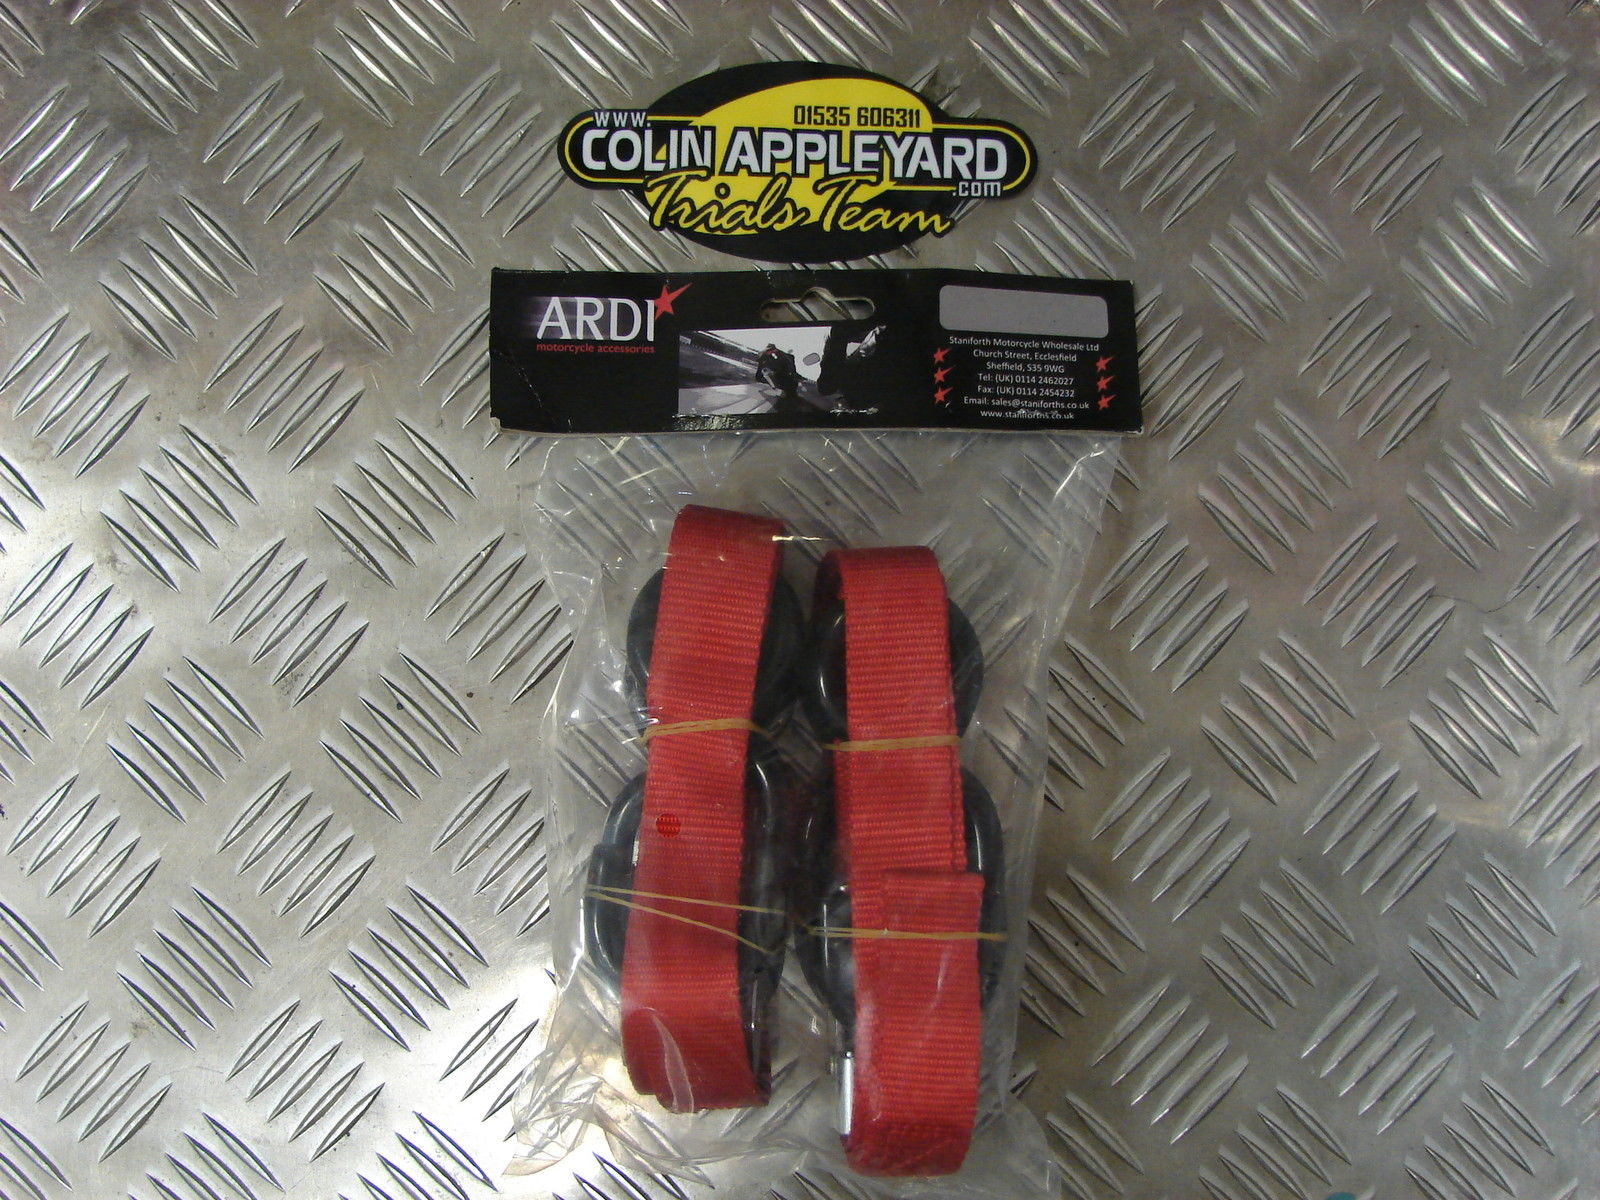 01535 606311
www.
COLIN APPLEYARD
.com
Trials Team
ARDI
motorcycle accessories
Staniforth Motorcycle Wholesale Ltd
Church Street, Ecclesfield
Sheffield, S35 9WG
Tel: (UK) 0114 2462027
Fax: (UK) 0114 2454232
Email: sales@staniforths.co.uk
www.staniforths.co.uk